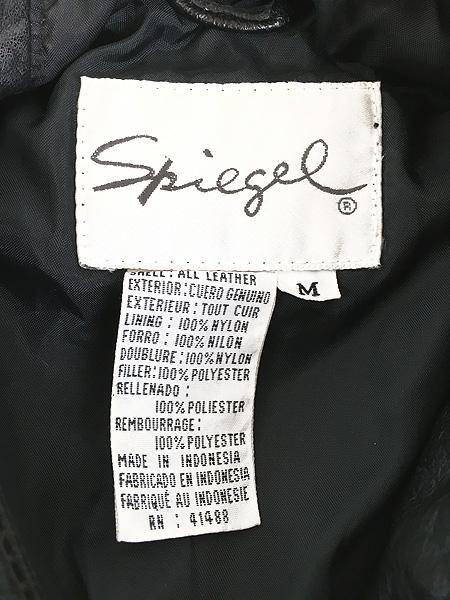 Spiegel
®
M
SHELL: ALL LEATHER
EXTERIOR: CUERO GENUINO
EXTERIEUR: TOUT CUIR
LINING: 100% NYLON
FORRO: 100% NILON
DOUBLURE: 100% NYLON
FILLER: 100% POLYESTER
RELLENADO:
100% POLIESTER
REMBOURRAGE:
100% POLYESTER
MADE IN INDONESIA
FABRICADO EN INDONESIA
FABRIQUÉ AU INDONESIE
RN: 41488